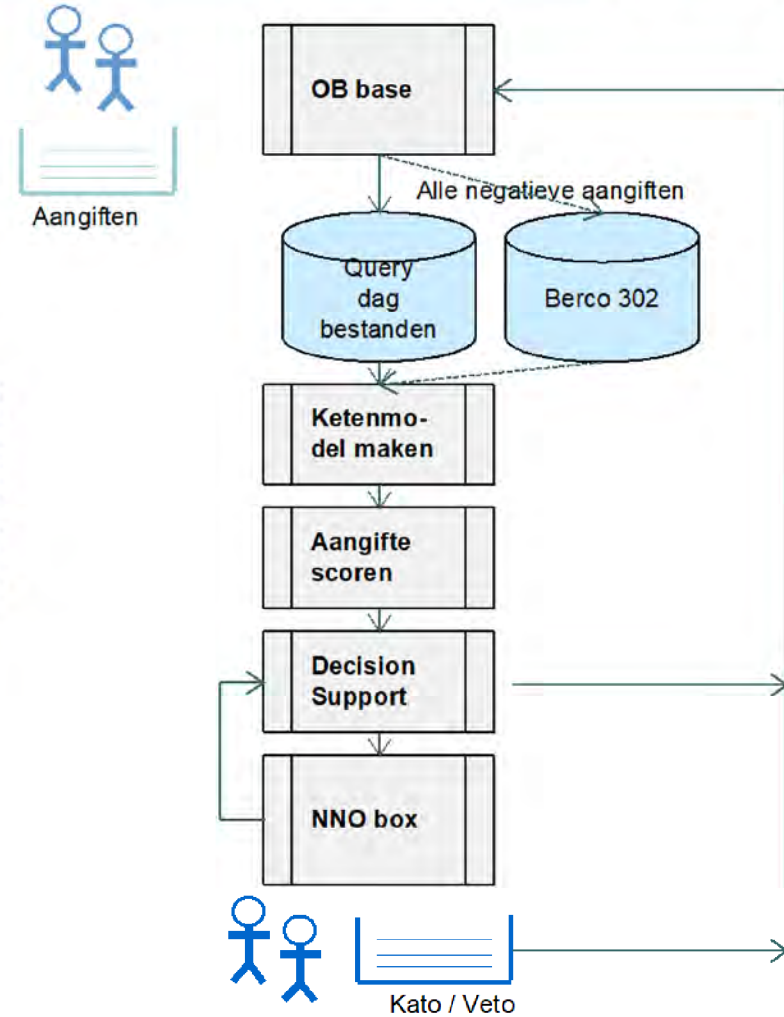 OB base
Aangiften
Alle negatieve aangiften
Query
dag
bestanden
Berco 302
Ketenmo-
del maken
Aangifte
scoren
Decision
Support
NNO box
Kato / Veto